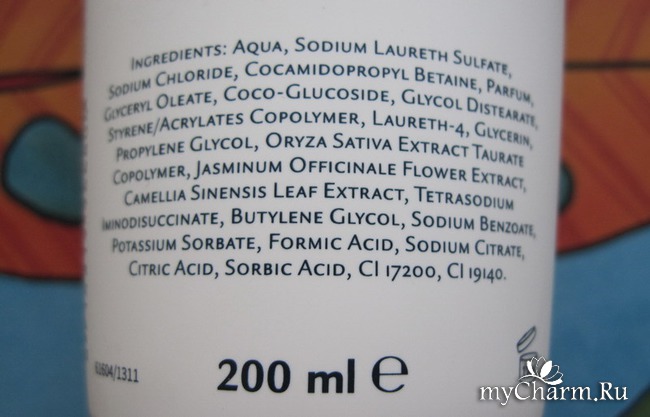 Ingredients: Aqua, Sodium Laureth Sulfate,
Sodium Chloride, Cocamidopropyl Betaine, Parfum,
Glyceryl Oleate, Coco-Glucoside, Glycol Distearate,
Styrene/Acrylates Copolymer, Laureth-4, Glycerin,
Propylene Glycol, Oryza Sativa Extract Taurate
Copolymer, Jasminum Officinale Flower Extract,
Camellia Sinensis Leaf Extract, Tetrasodium
Iminodisuccinate, Butylene Glycol, Sodium Benzoate,
Potassium Sorbate, Formic Acid, Sodium Citrate,
Citric Acid, Sorbic Acid, CI 17200, CI 19140.
61604/1311
200 ml e
myCharm.Ru